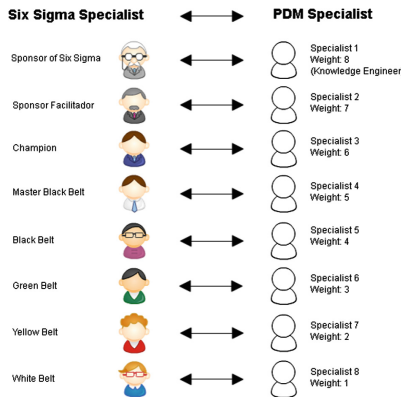 Six Sigma Specialist
PDM Specialist
Sponsor of Six Sigma
Specialist 1
Weight: 8
(Knowledge Engineer
Sponsor Facilitador
Specialist 2
Weight: 7
Champion
Specialist 3
Weight: 6
Master Black Belt
Specialist 4
Weight: 5
Black Belt
Specialist 5
Weight: 4
Green Belt
Specialist 6
Weight: 3
Yellow Belt
Specialist 7
Weight: 2
White Belt
Specialist 8
Weight: 1